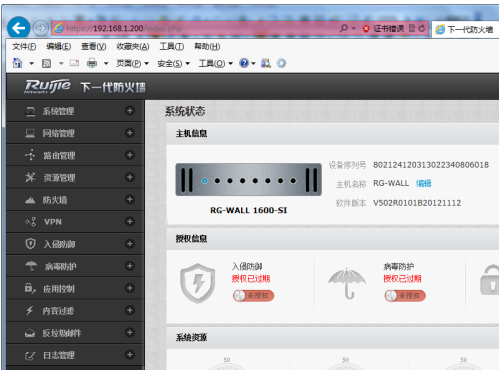 https://192.168.1.200/index.php
证书错误
下一代防火墙
文件(F) 编辑(E) 查看(V) 收藏夹(A) 工具(T) 帮助(H)
页面(P) 安全(S) 工具(O)
Ruijie Networks 下一代防火墙
系统管理
网络管理
路由管理
资源管理
防火墙
VPN
入侵防御
病毒防护
应用控制
内容过滤
反垃圾邮件
日志管理
系统状态
主机信息
RG-WALL 1600-SI
设备序列号 802124120313022340806018
主机名称 RG-WALL 编辑
软件版本 V502R0101B20121112
授权信息
入侵防御
授权已过期
未授权
病毒防护
授权已过期
未授权
系统资源
50
50
50